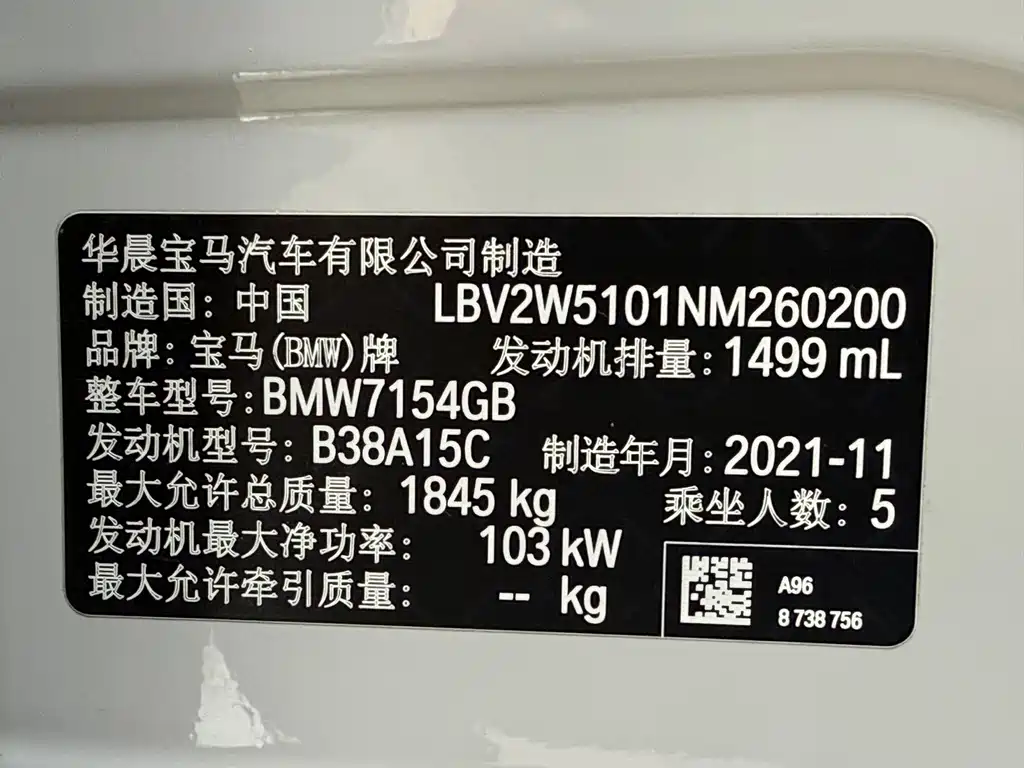 华晨宝马汽车有限公司制造
制造国：中国 LBV2W5101NM260200
品牌：宝马(BMW)牌 发动机排量：1499 mL
整车型号：BMW7154GB
发动机型号：B38A15C 制造年月：2021-11
最大允许总质量：1845 kg 乘坐人数：5
发动机最大净功率：103 kW
最大允许牵引质量：-- kg
A96
8 738 756